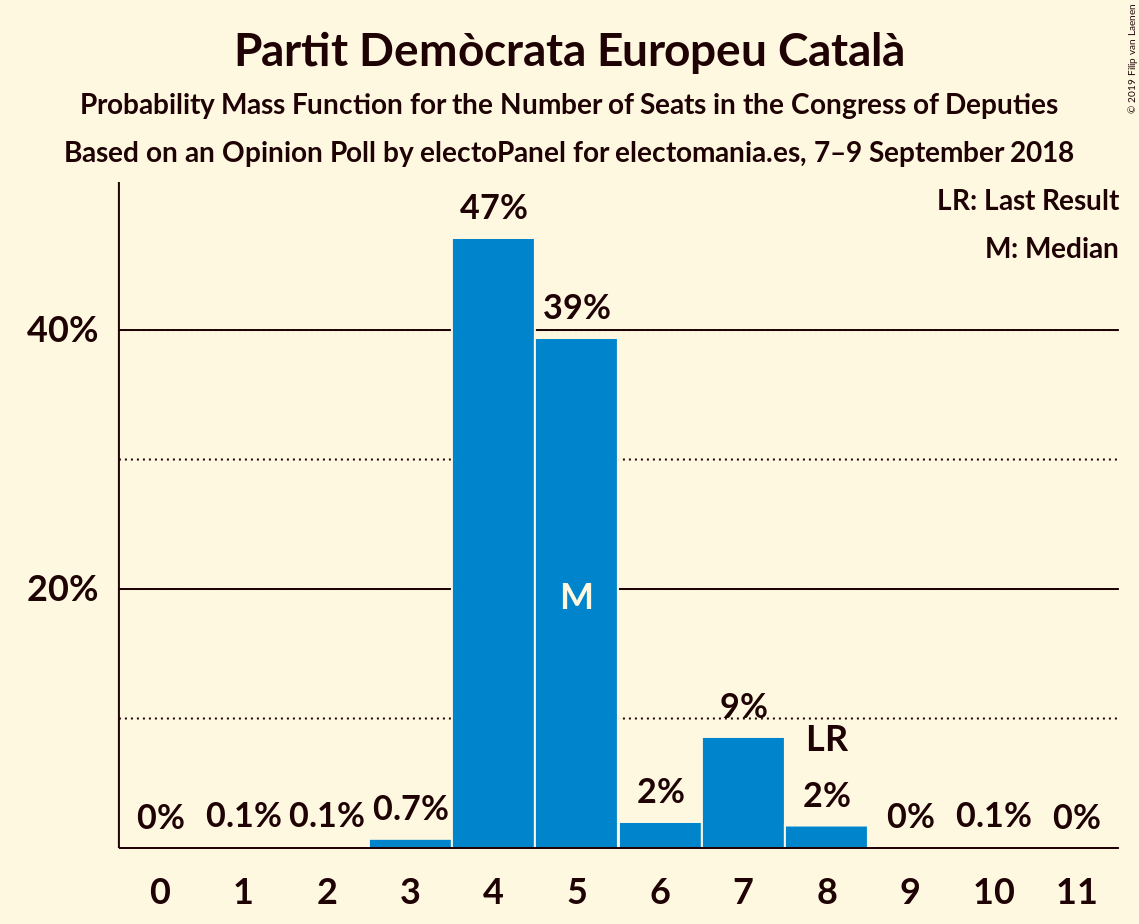 Partit Demòcrata Europeu Català
Probability Mass Function for the Number of Seats in the Congress of Deputies
Based on an Opinion Poll by electoPanel for electomania.es, 7–9 September 2018
© 2019 Filip van Laenen
LR: Last Result
M: Median
47%
39%
40%
20%
M
9%
LR
0% 0.1% 0.1% 0.7% 2% 2% 0% 0.1% 0%
0 1 2 3 4 5 6 7 8 9 10 11